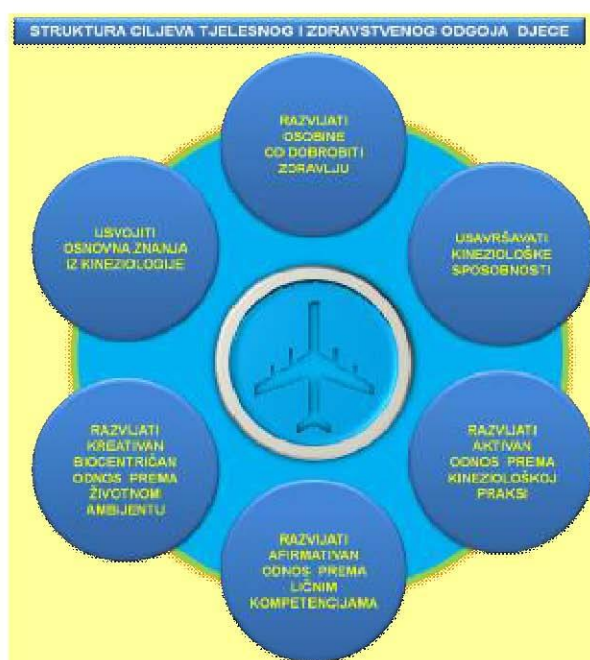 STRUKTURA CILJEVA TJELESNOG I ZDRAVSTVENOG ODGOJA DJECE
RAZVIJATI
OSOBINE
OD DOBROBITI
ZDRAVLJU
USAVRŠAVATI
KINEZIOLOŠKE
SPOSOBNOSTI
RAZVIJATI
AKTIVAN
ODNOS PREMA
KINEZIOLOŠKOJ
PRAKSI
RAZVIJATI
AFIRMATIVAN
ODNOS PREMA
LIČNIM
KOMPETENCIJAMA
RAZVIJATI
KREATIVAN
BIOCENTRIČAN
ODNOS PREMA
ŽIVOTNOM
AMBIJENTU
USVOJITI
OSNOVNA ZNANJA
IZ KINEZIOLOGIJE